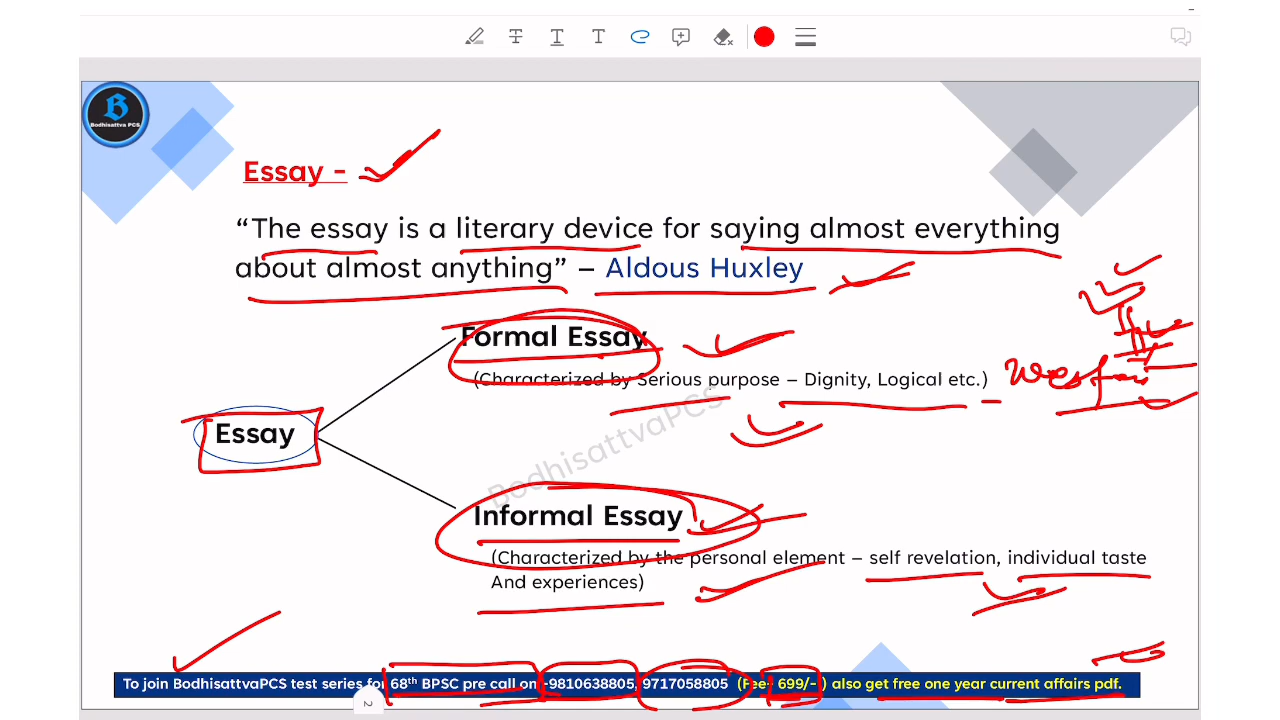 B
Bodhisattva PCS
Essay -
“The essay is a literary device for saying almost everything
about almost anything” – Aldous Huxley
Formal Essay
(Characterized by Serious purpose – Dignity, Logical etc.)
Essay
BodhisattvaPCS
Informal Essay
(Characterized by the personal element – self revelation, individual taste
And experiences)
To join BodhisattvaPCS test series for 68th BPSC pre call on -9810638805, 9717058805 (Fee- 699/-) also get free one year current affairs pdf.
2